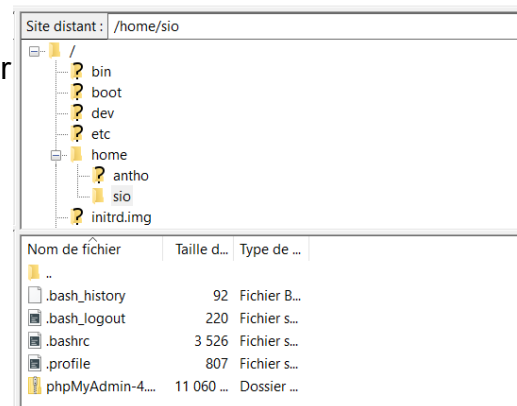 Site distant : /home/sio
/
r
bin
boot
dev
etc
home
antho
sio
initrd.img
Nom de fichier Taille d... Type de ...
..
.bash_history 92 Fichier B...
.bash_logout 220 Fichier s...
.bashrc 3 526 Fichier s...
.profile 807 Fichier s...
phpMyAdmin-4.... 11 060 ... Dossier ...